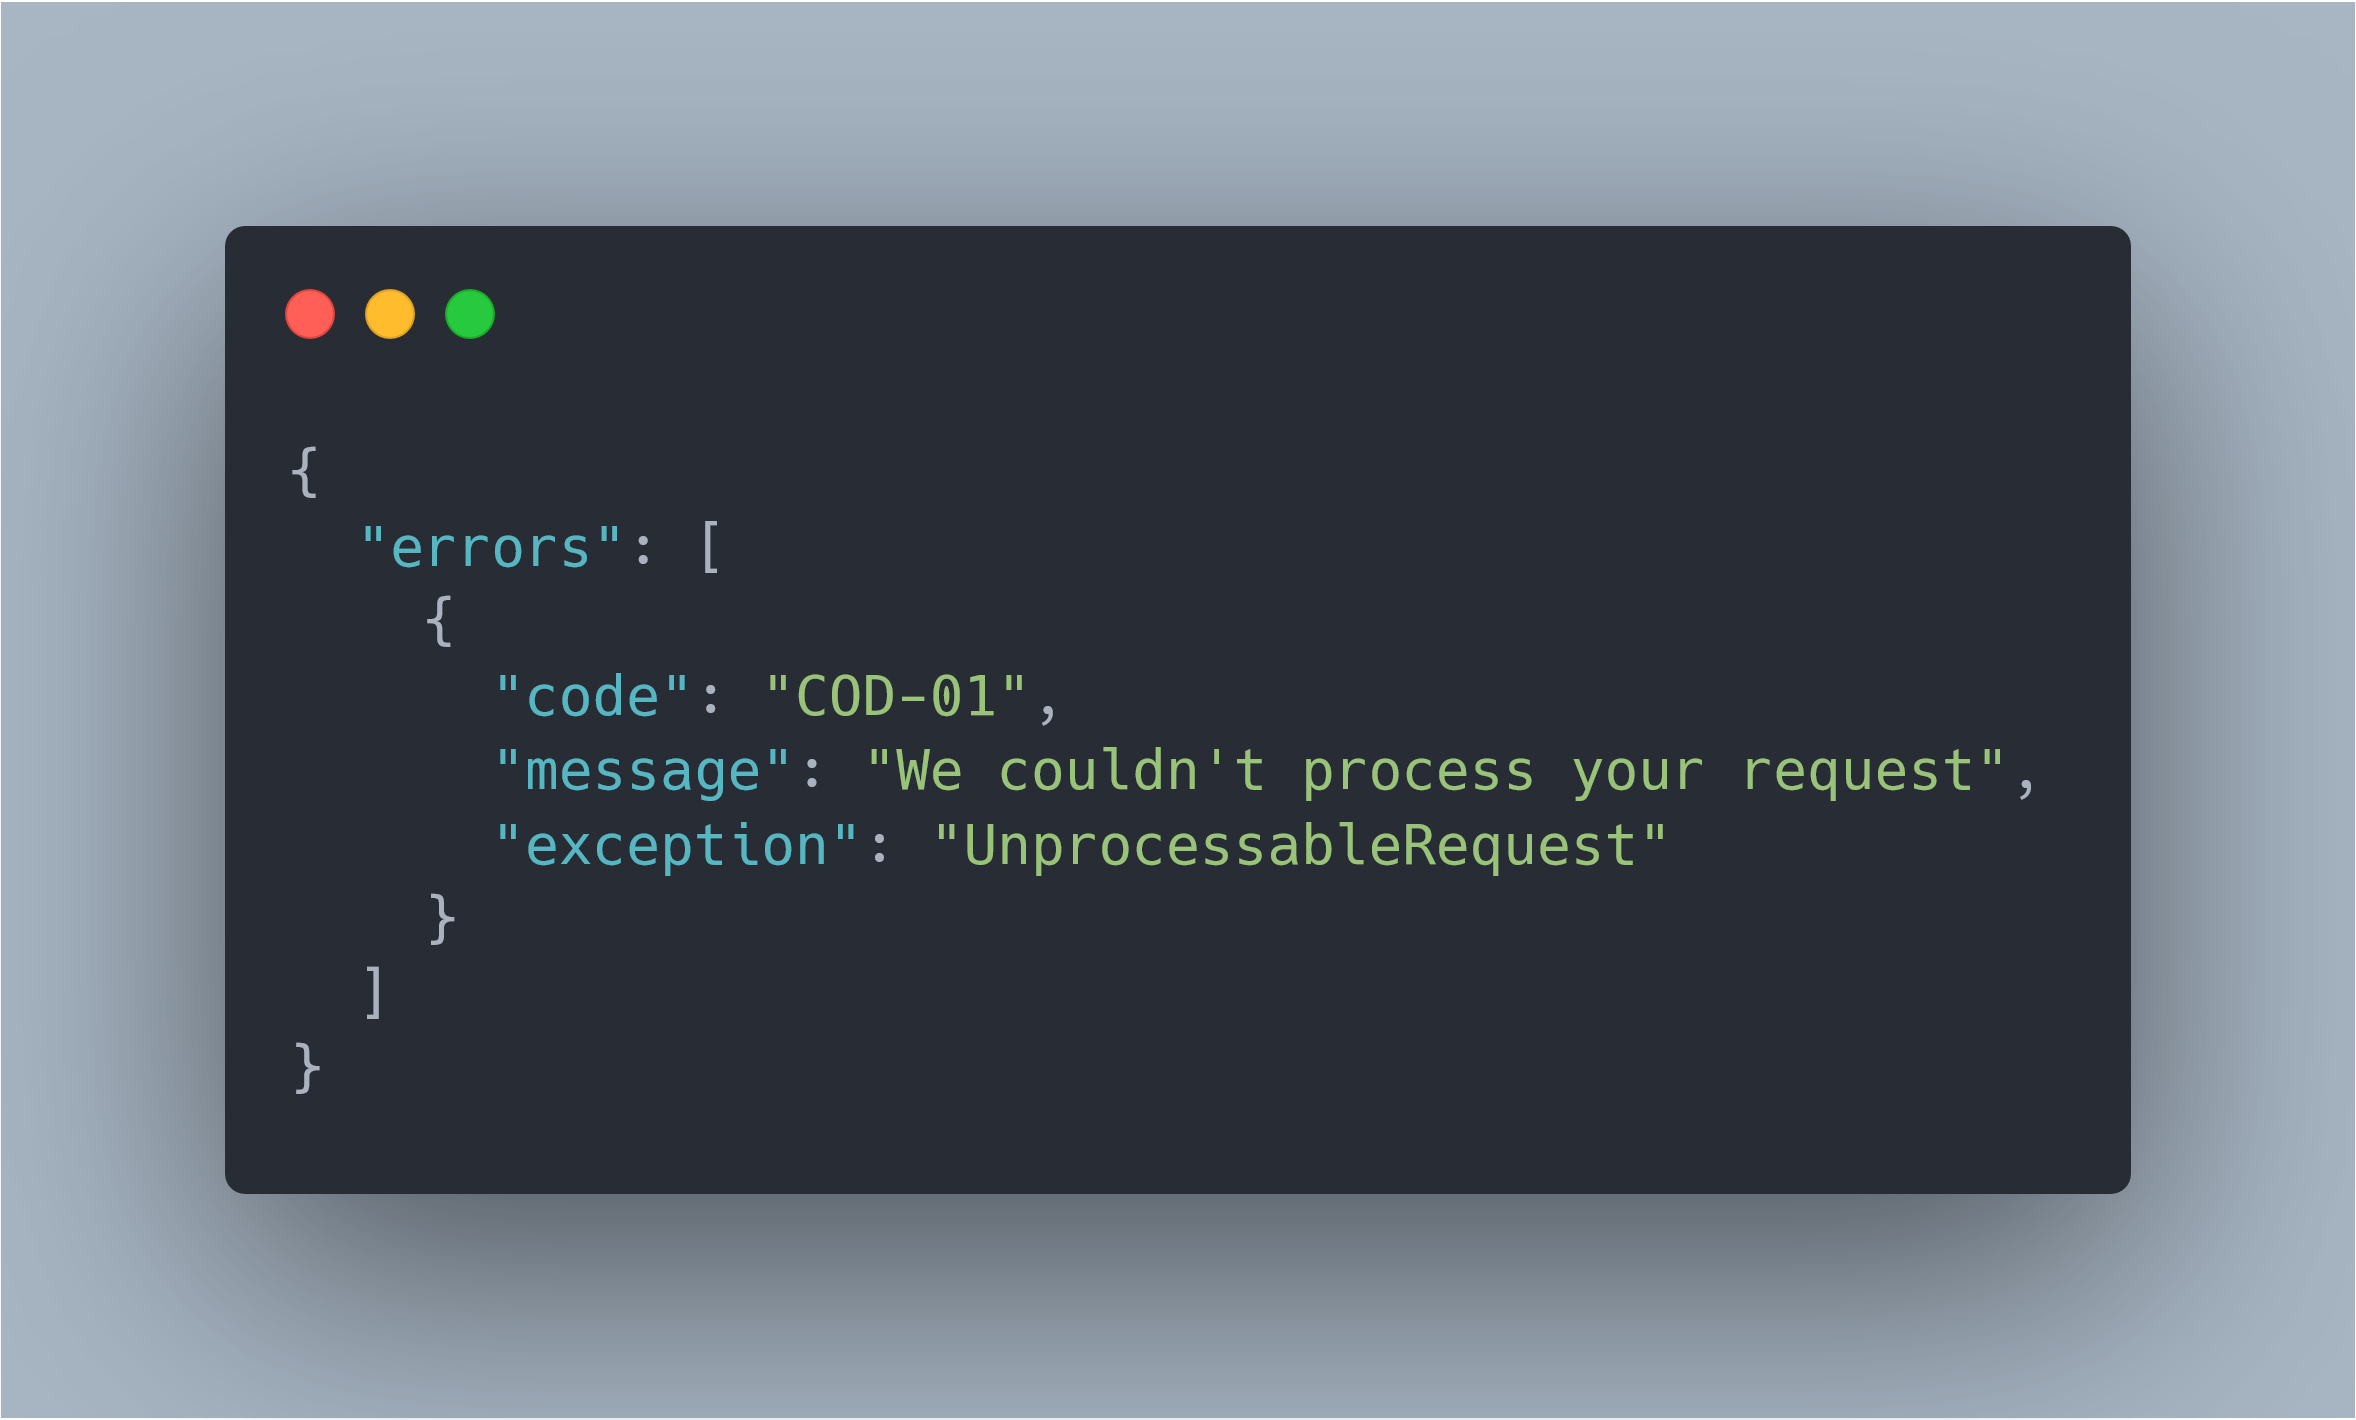 {
  "errors": [
    {
      "code": "COD-01",
      "message": "We couldn't process your request",
      "exception": "UnprocessableRequest"
    }
  ]
}